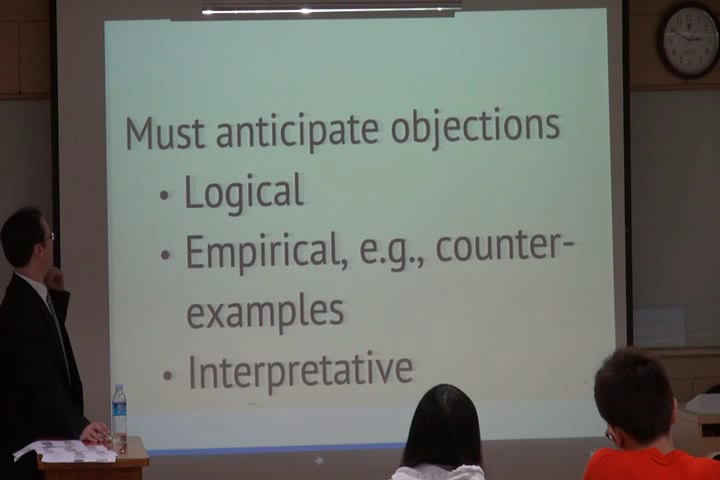 Must anticipate objections
• Logical
• Empirical, e.g., counter-
examples
• Interpretative